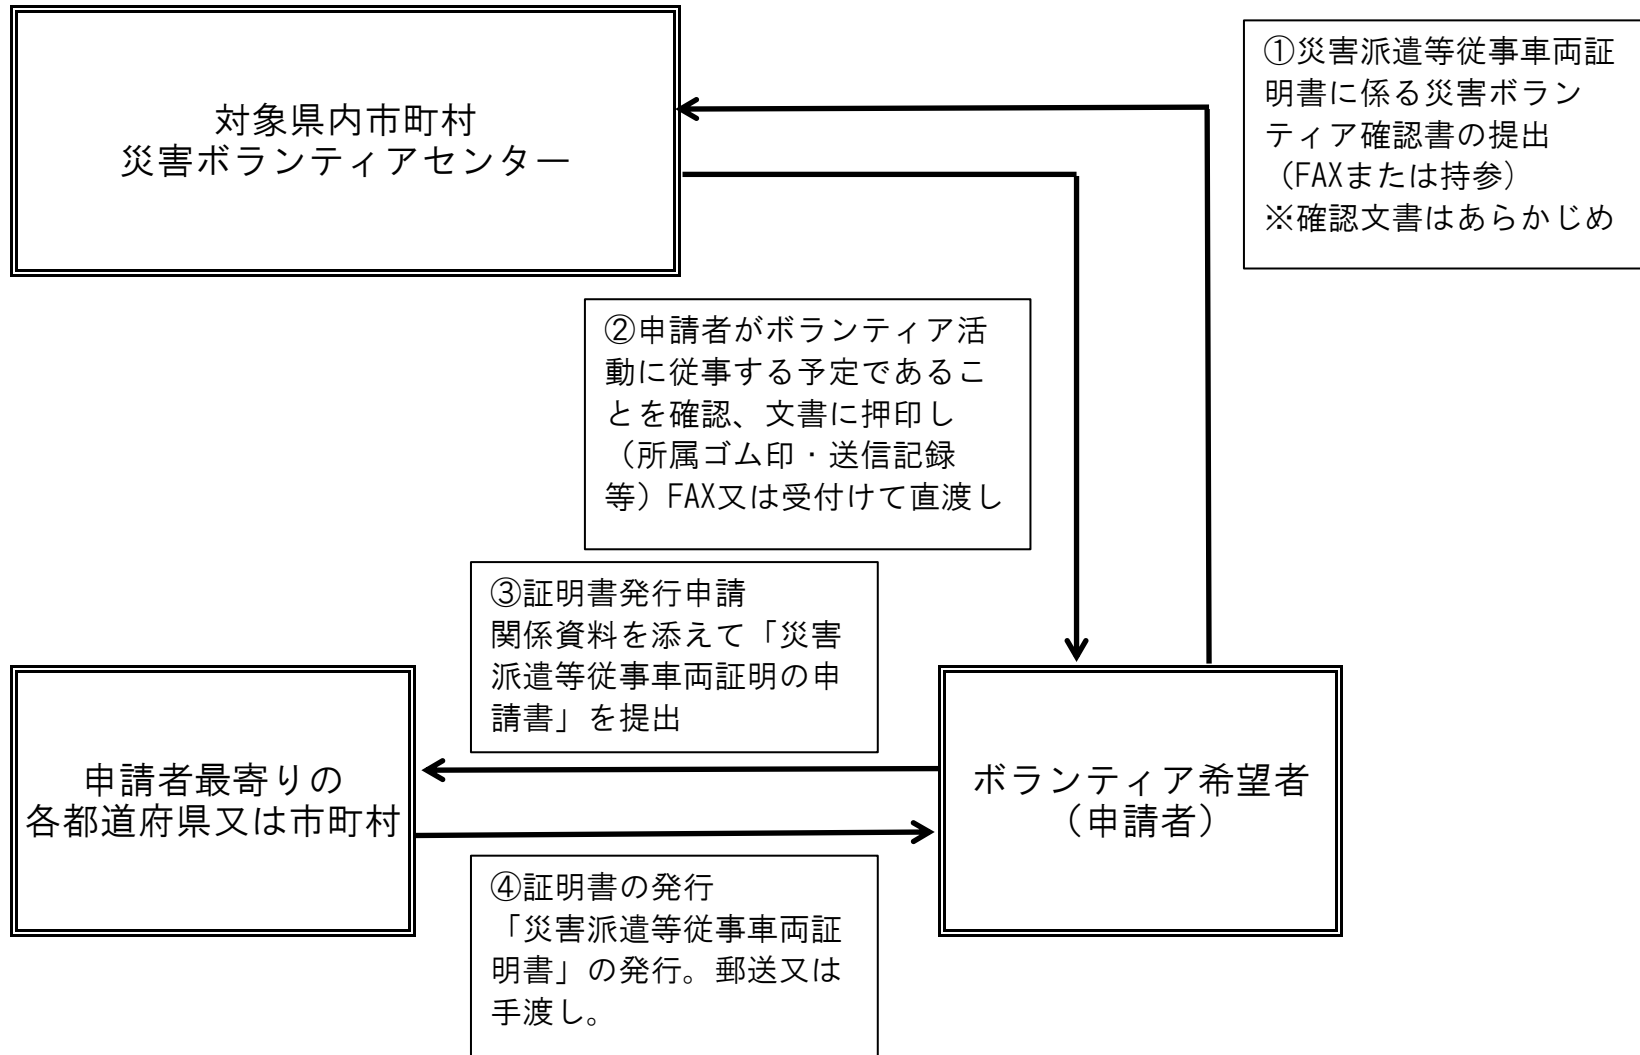 対象県内市町村
災害ボランティアセンター
①災害派遣等従事車両証
明書に係る災害ボラン
ティア確認書の提出
（FAXまたは持参）
※確認文書はあらかじめ
②申請者がボランティア活
動に従事する予定であるこ
とを確認、文書に押印し
（所属ゴム印・送信記録
等）FAX又は受付けて直渡し
③証明書発行申請
関係資料を添えて「災害
派遣等従事車両証明の申
請書」を提出
申請者最寄りの
各都道府県又は市町村
ボランティア希望者
（申請者）
④証明書の発行
「災害派遣等従事車両証
明書」の発行。郵送又は
手渡し。